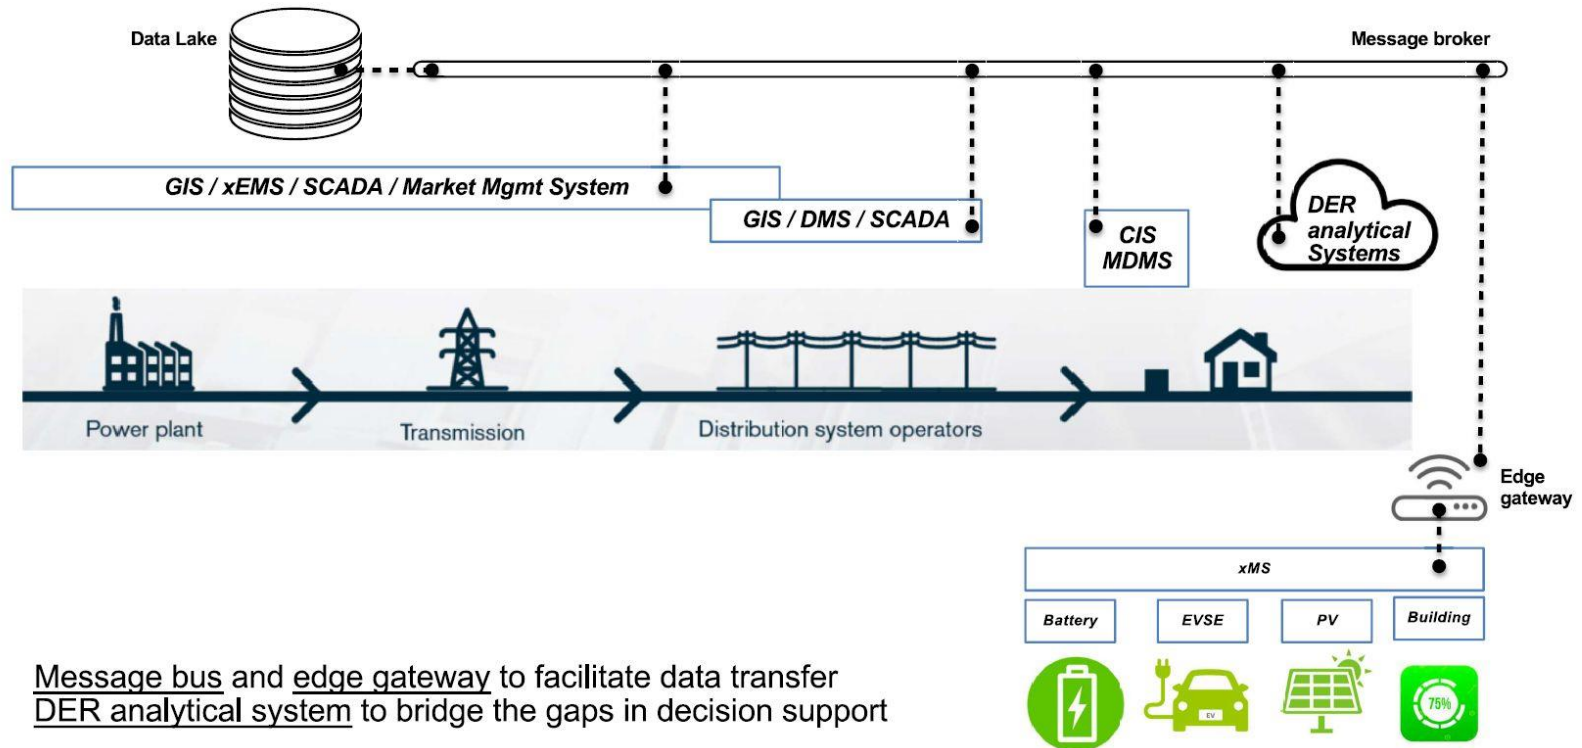 Data Lake
Message broker
GIS / xEMS / SCADA / Market Mgmt System
GIS / DMS / SCADA
CIS
MDMS
DER
analytical
Systems
Power plant
Transmission
Distribution system operators
Edge
gateway
xMS
Battery
EVSE
PV
Building
EV
75%
Message bus and edge gateway to facilitate data transfer
DER analytical system to bridge the gaps in decision support